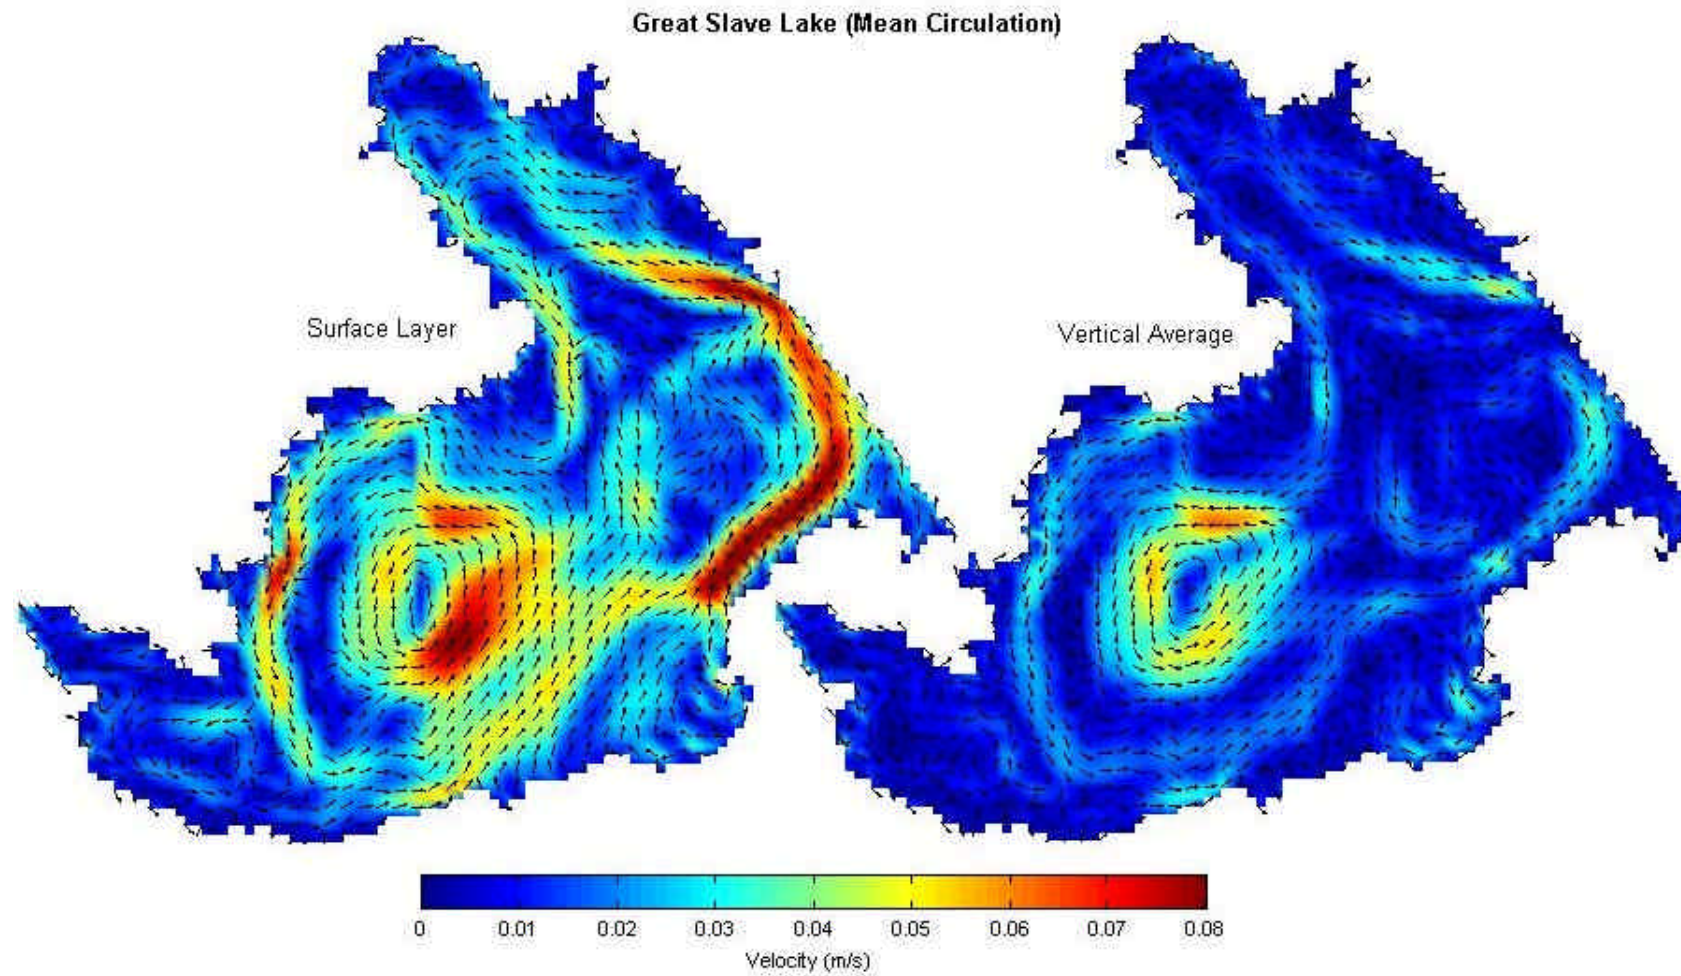 Great Slave Lake (Mean Circulation)
Surface Layer
Vertical Average
0 0.01 0.02 0.03 0.04 0.05 0.06 0.07 0.08
Velocity (m/s)